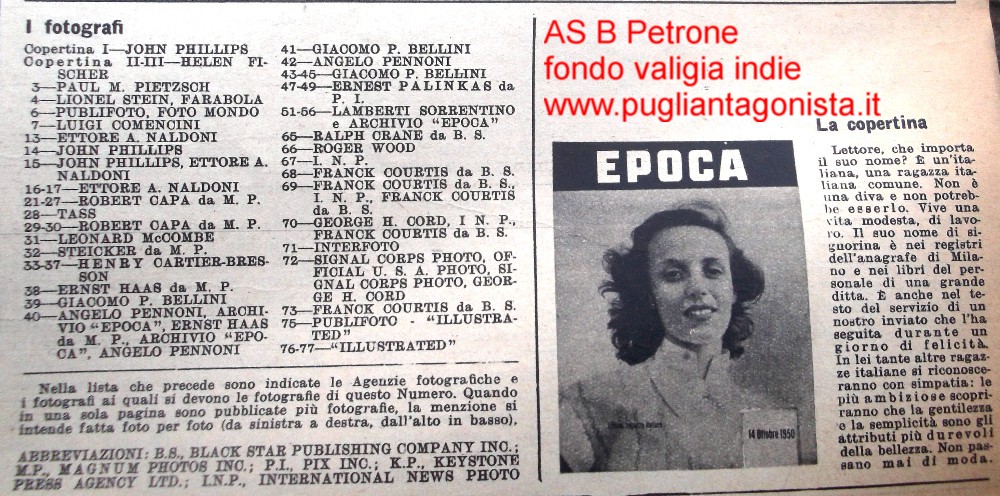 I fotografi
Copertina I—JOHN PHILLIPS
Copertina II-III—HELEN FI-
SCHER
3—PAUL M. PIETZSCH
4—LIONEL STEIN, FARABOLA
6—PUBLIFOTO, FOTO MONDO
7—LUIGI COMENCINI
13—ETTORE A. NALDONI
14—JOHN PHILLIPS
15—JOHN PHILLIPS, ETTORE A.
NALDONI
16-17—ETTORE A. NALDONI
21-27—ROBERT CAPA da M. P.
28—TASS
29-30—ROBERT CAPA da M. P.
31—LEONARD McCOMBE
32—STEICKER da M. P.
33-37—HENRY CARTIER-BRES-
SON
38—ERNST HAAS da M. P.
39—GIACOMO P. BELLINI
40—ANGELO PENNONI, ARCHI-
VIO "EPOCA", ERNST HAAS
da M. P., ARCHIVIO "EPO-
CA", ANGELO PENNONI
41—GIACOMO P. BELLINI
42—ANGELO PENNONI
43-45—GIACOMO P. BELLINI
47-49—ERNEST PALINKAS da
P. I.
51-56—LAMBERTI SORRENTINO
e ARCHIVIO "EPOCA"
65—RALPH CRANE da B. S.
66—ROGER WOOD
67—I. N. P.
68—FRANCK COURTIS da B. S.
69—FRANCK COURTIS da B. S.,
I. N. P., FRANCK COURTIS
da B. S.
70—GEORGE H. CORD, I N. P.,
FRANCK COURTIS da B. S.
71—INTERFOTO
72—SIGNAL CORPS PHOTO, OF-
FICIAL U. S. A. PHOTO, SI-
GNAL CORPS PHOTO, GEOR-
GE H. CORD
73—FRANCK COURTIS da B. S.
75—PUBLIFOTO - "ILLUSTRA-
TED"
76-77—"ILLUSTRATED"
Nella lista che precede sono indicate le Agenzie fotografiche e
i fotografi ai quali si devono le fotografie di questo Numero. Quando
in una sola pagina sono pubblicate più fotografie, la menzione si
intende fatta foto per foto (da sinistra a destra, dall'alto in basso),
ABBREVIAZIONI: B.S., BLACK STAR PUBLISHING COMPANY INC.;
M.P., MAGNUM PHOTOS INC.; P.I., PIX INC.; K.P., KEYSTONE
PRESS AGENCY LTD.; I.N.P., INTERNATIONAL NEWS PHOTO
AS B Petrone
fondo valigia indie
www.pugliantagonista.it
EPOCA
14 Ottobre 1950
La copertina
Lettore, che importa
il suo nome? È un'ita-
liana, una ragazza ita-
liana comune. Non è
una diva e non potreb-
be esserlo. Vive una
vita modesta, di lavo-
ro. Il suo nome di si-
gnorina è nei registri
dell'anagrafe di Mila-
no e nei libri del per-
sonale di una grande
ditta. È anche nel te-
sto del servizio di un
nostro inviato che l'ha
seguita durante un
giorno di felicità.
In lei tante altre ragaz-
ze italiane si riconosce-
ranno con simpatia: le
più ambiziose scopri-
ranno che la gentilezza
e la semplicità sono gli
attributi più durevoli
della bellezza. Non pas-
sano mai di moda.